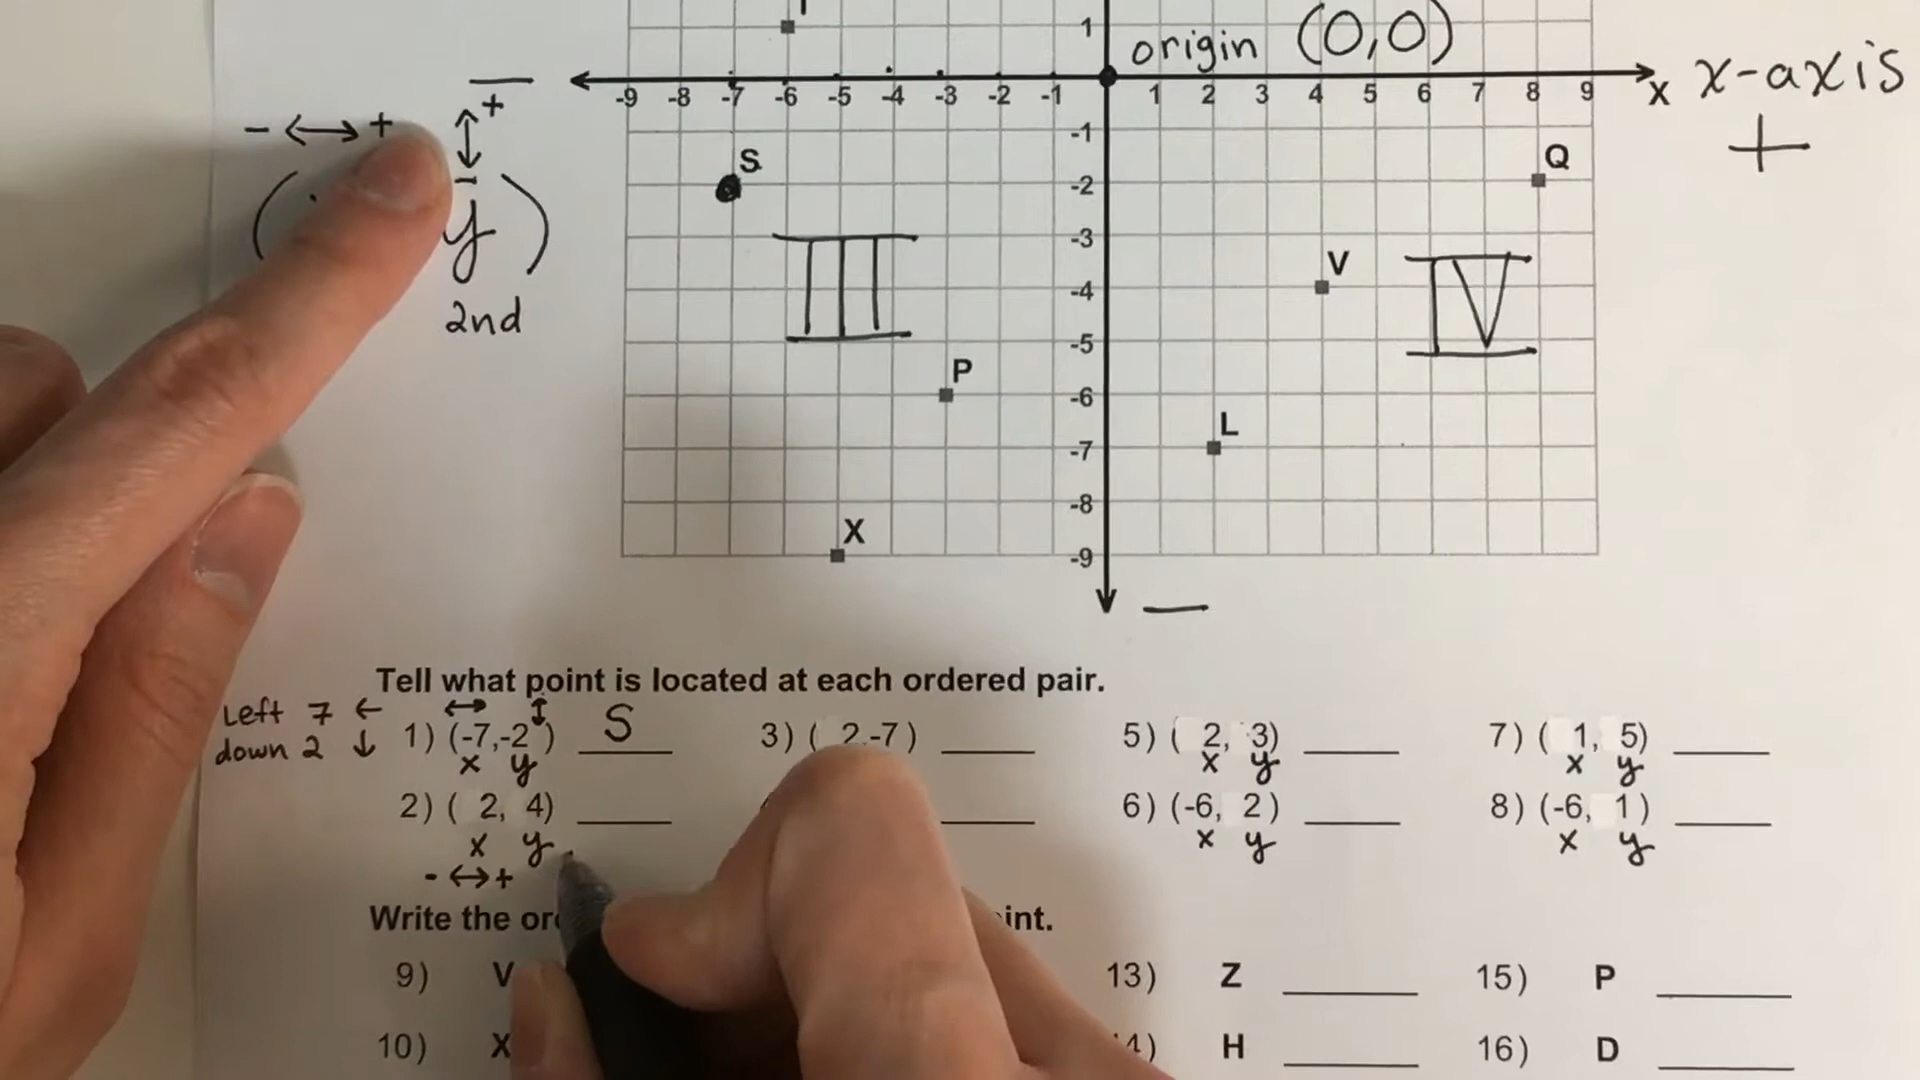 1
origin (0,0)
-9 -8 -7 -6 -5 -4 -3 -2 -1 1 2 3 4 5 6 7 8 9 x x-axis
+
- +
+
-
( y )
2nd
-1
-2
-3
-4
-5
-6
-7
-8
-9
S
Q
III
V
IV
P
L
X
Tell what point is located at each ordered pair.
Left 7
down 2
1) (-7,-2) S 3) ( 2,-7) 5) ( 2, 3) 7) ( 1, 5)
x y x y x y
2) ( 2, 4) 6) (-6, 2) 8) (-6, 1)
x y x y x y
- +
Write the
9) V 13) Z 15) P
10) X H 16) D